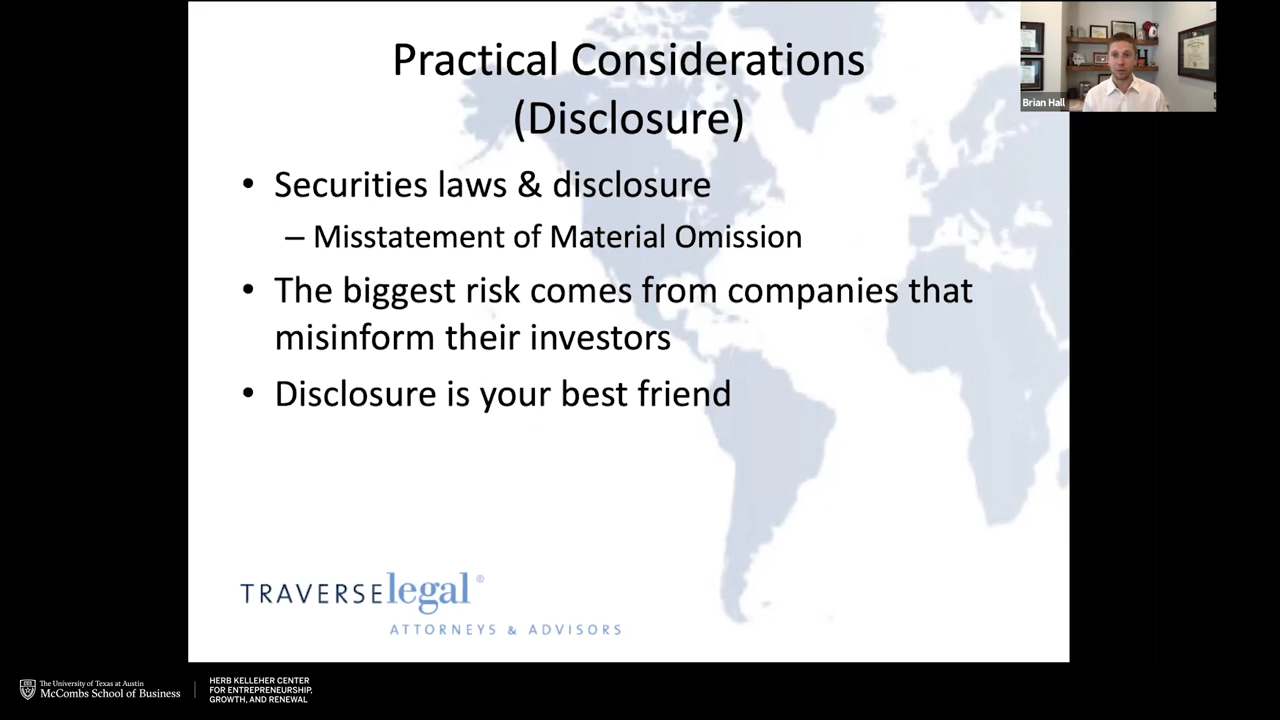 Practical Considerations
(Disclosure)
• Securities laws & disclosure
– Misstatement of Material Omission
• The biggest risk comes from companies that
misinform their investors
• Disclosure is your best friend
TRAVERSE legal®
ATTORNEYS & ADVISORS
Brian Hall
The University of Texas at Austin
McCombs School of Business
HERB KELLEHER CENTER
FOR ENTREPRENEURSHIP,
GROWTH, AND RENEWAL